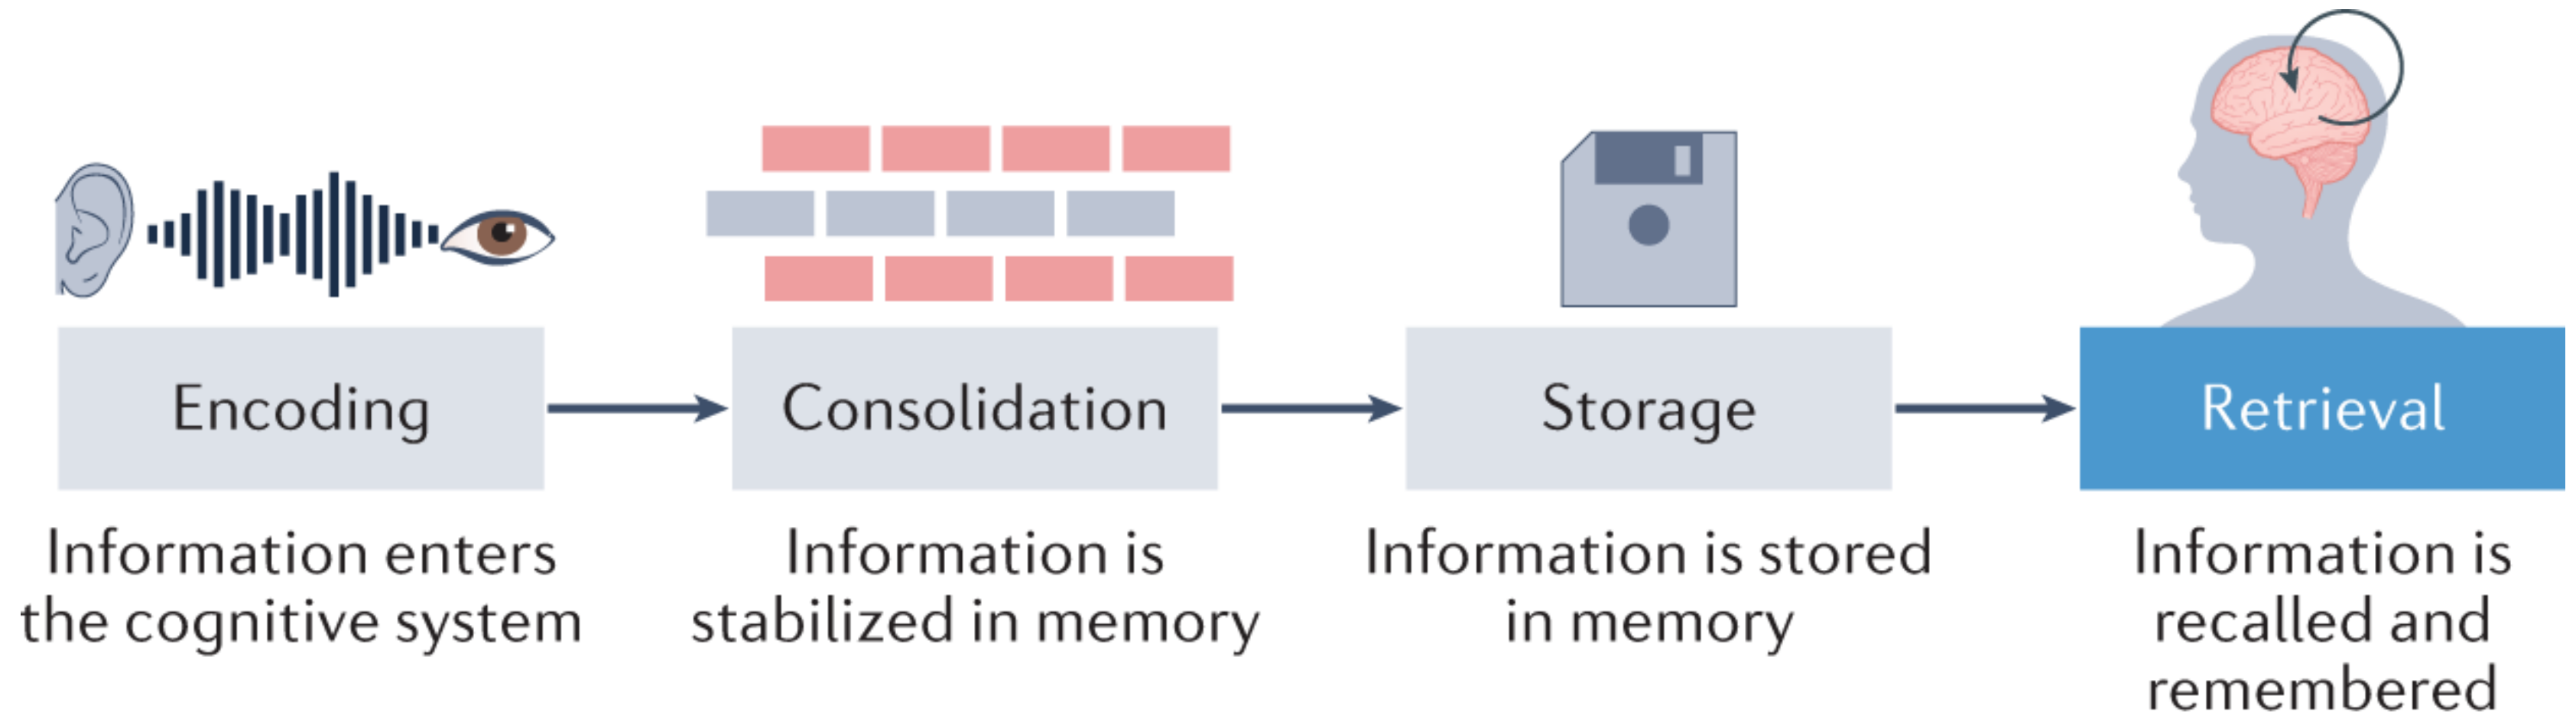 Encoding
Information enters
the cognitive system
Consolidation
Information is
stabilized in memory
Storage
Information is stored
in memory
Retrieval
Information is
recalled and
remembered